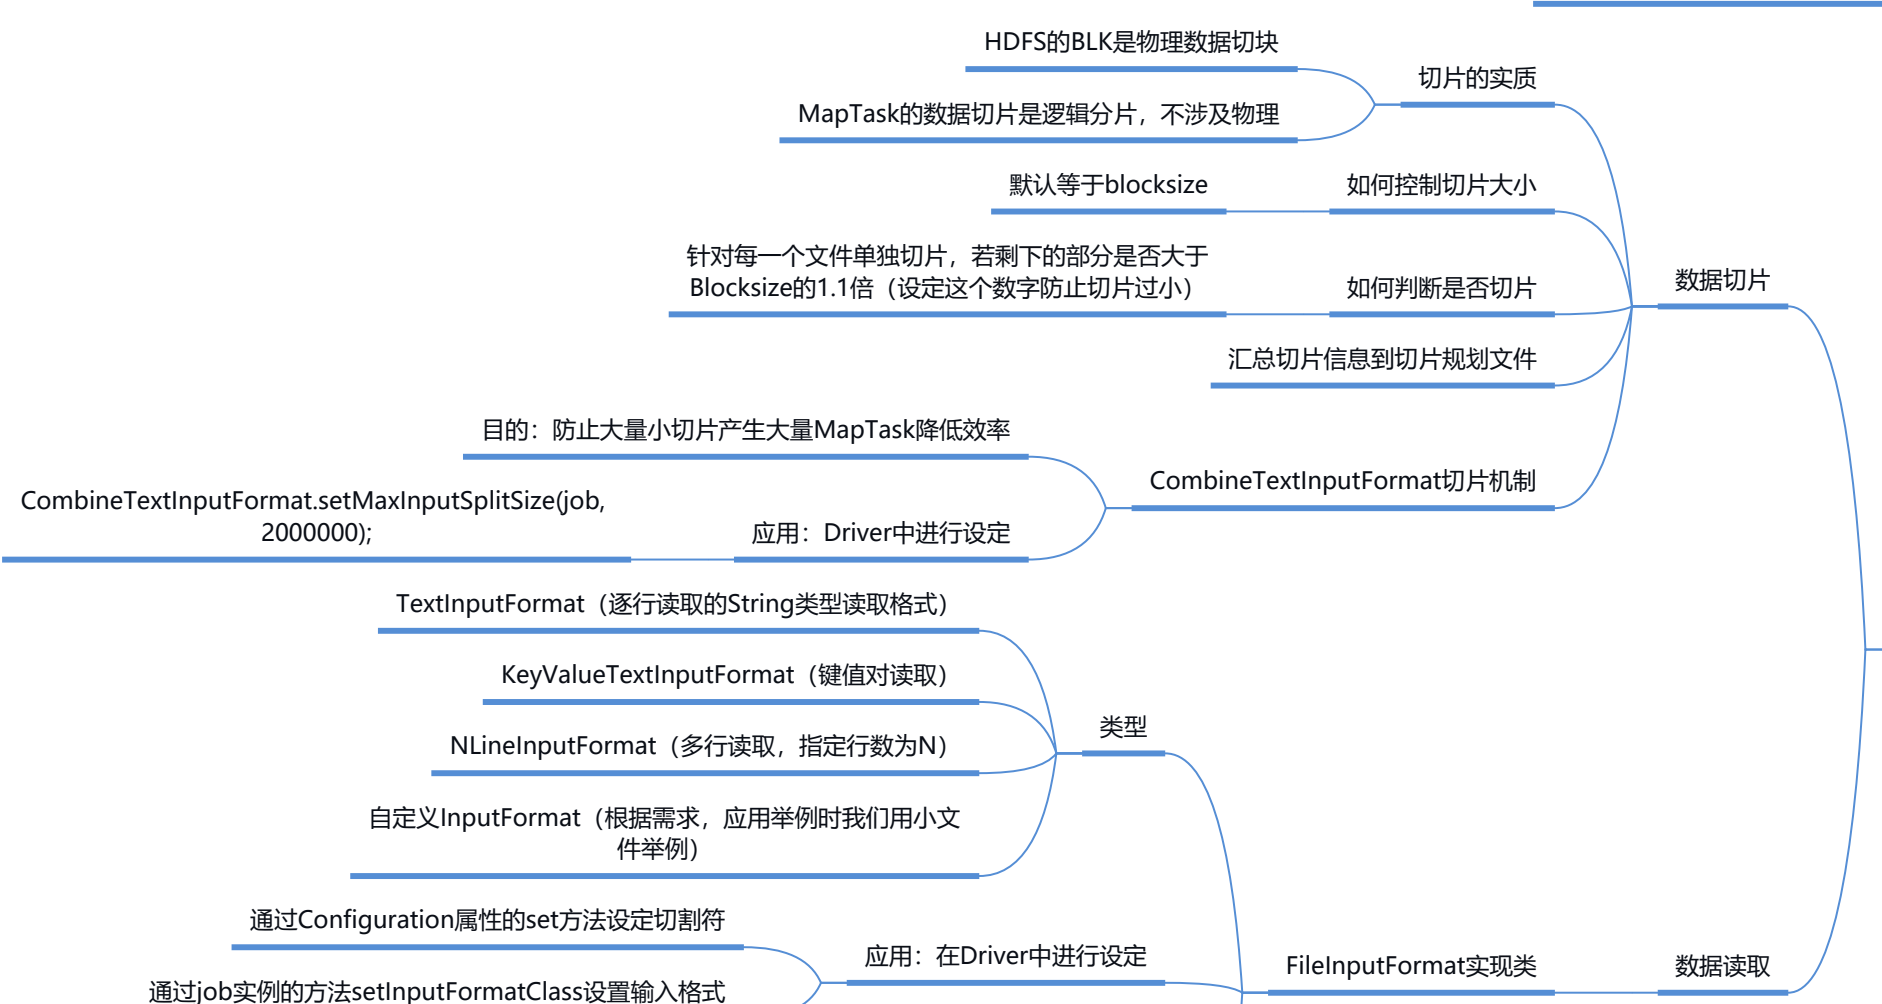 HDFS的BLK是物理数据切块
切片的实质
MapTask的数据切片是逻辑分片，不涉及物理
默认等于blocksize
如何控制切片大小
针对每一个文件单独切片，若剩下的部分是否大于
Blocksize的1.1倍（设定这个数字防止切片过小）
如何判断是否切片
数据切片
汇总切片信息到切片规划文件
目的：防止大量小切片产生大量MapTask降低效率
CombineTextInputFormat切片机制
CombineTextInputFormat.setMaxInputSplitSize(job,
2000000);
应用：Driver中进行设定
TextInputFormat（逐行读取的String类型读取格式）
KeyValueTextInputFormat（键值对读取）
类型
NLineInputFormat（多行读取，指定行数为N）
自定义InputFormat（根据需求，应用举例时我们用小文
件举例）
通过Configuration属性的set方法设定切割符
应用：在Driver中进行设定
FileInputFormat实现类
数据读取
通过job实例的方法setInputFormatClass设置输入格式